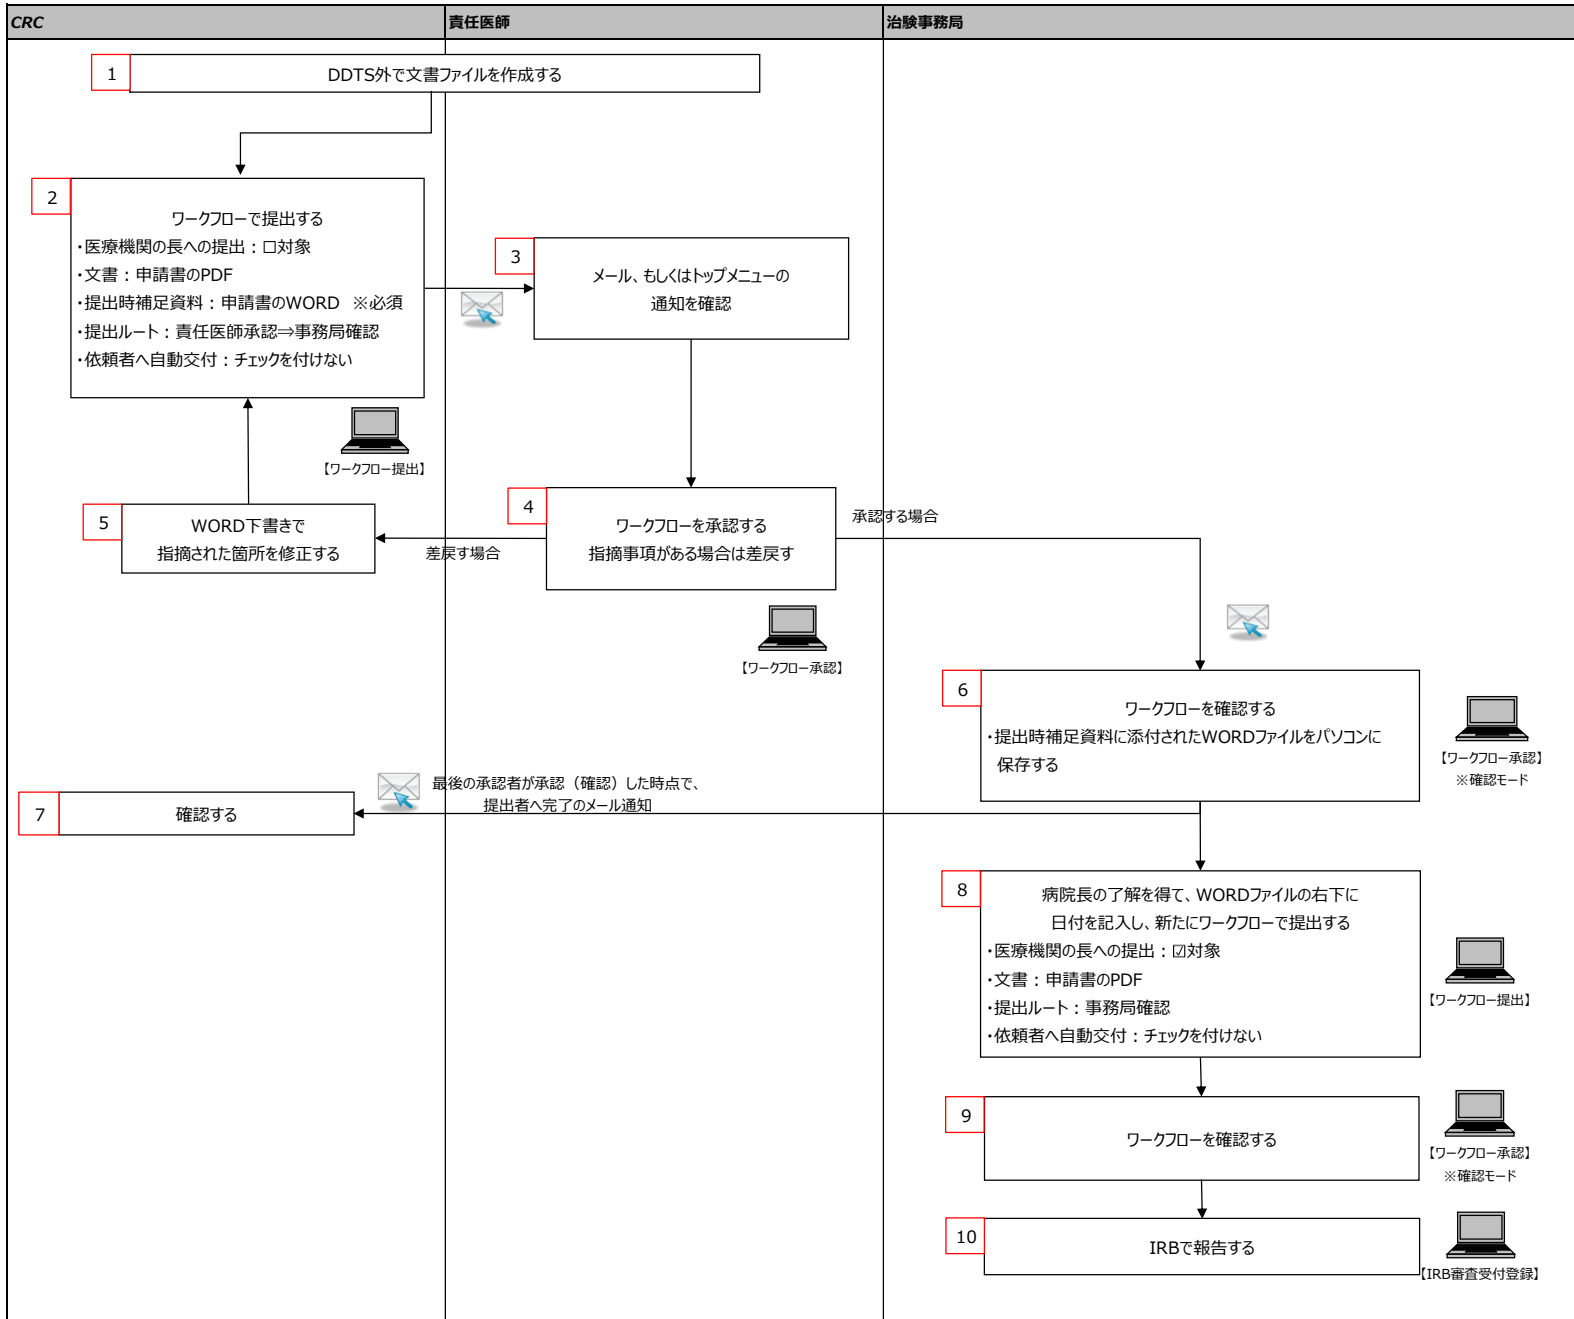 CRC
責任医師
治験事務局
1
DDTS外で文書ファイルを作成する
2
ワークフローで提出する
・医療機関の長への提出：□対象
・文書：申請書のPDF
・提出時補足資料：申請書のWORD　※必須
・提出ルート：責任医師承認⇒事務局確認
・依頼者へ自動交付：チェックを付けない
【ワークフロー提出】
3
メール、もしくはトップメニューの
通知を確認
4
ワークフローを承認する
指摘事項がある場合は差戻す
承認する場合
差戻す場合
【ワークフロー承認】
5
WORD下書きで
指摘された箇所を修正する
6
ワークフローを確認する
・提出時補足資料に添付されたWORDファイルをパソコンに
保存する
【ワークフロー承認】
※確認モード
最後の承認者が承認（確認）した時点で、
提出者へ完了のメール通知
7
確認する
8
病院長の了解を得て、WORDファイルの右下に
日付を記入し、新たにワークフローで提出する
・医療機関の長への提出：☑対象
・文書：申請書のPDF
・提出ルート：事務局確認
・依頼者へ自動交付：チェックを付けない
【ワークフロー提出】
9
ワークフローを確認する
【ワークフロー承認】
※確認モード
10
IRBで報告する
【IRB審査受付登録】